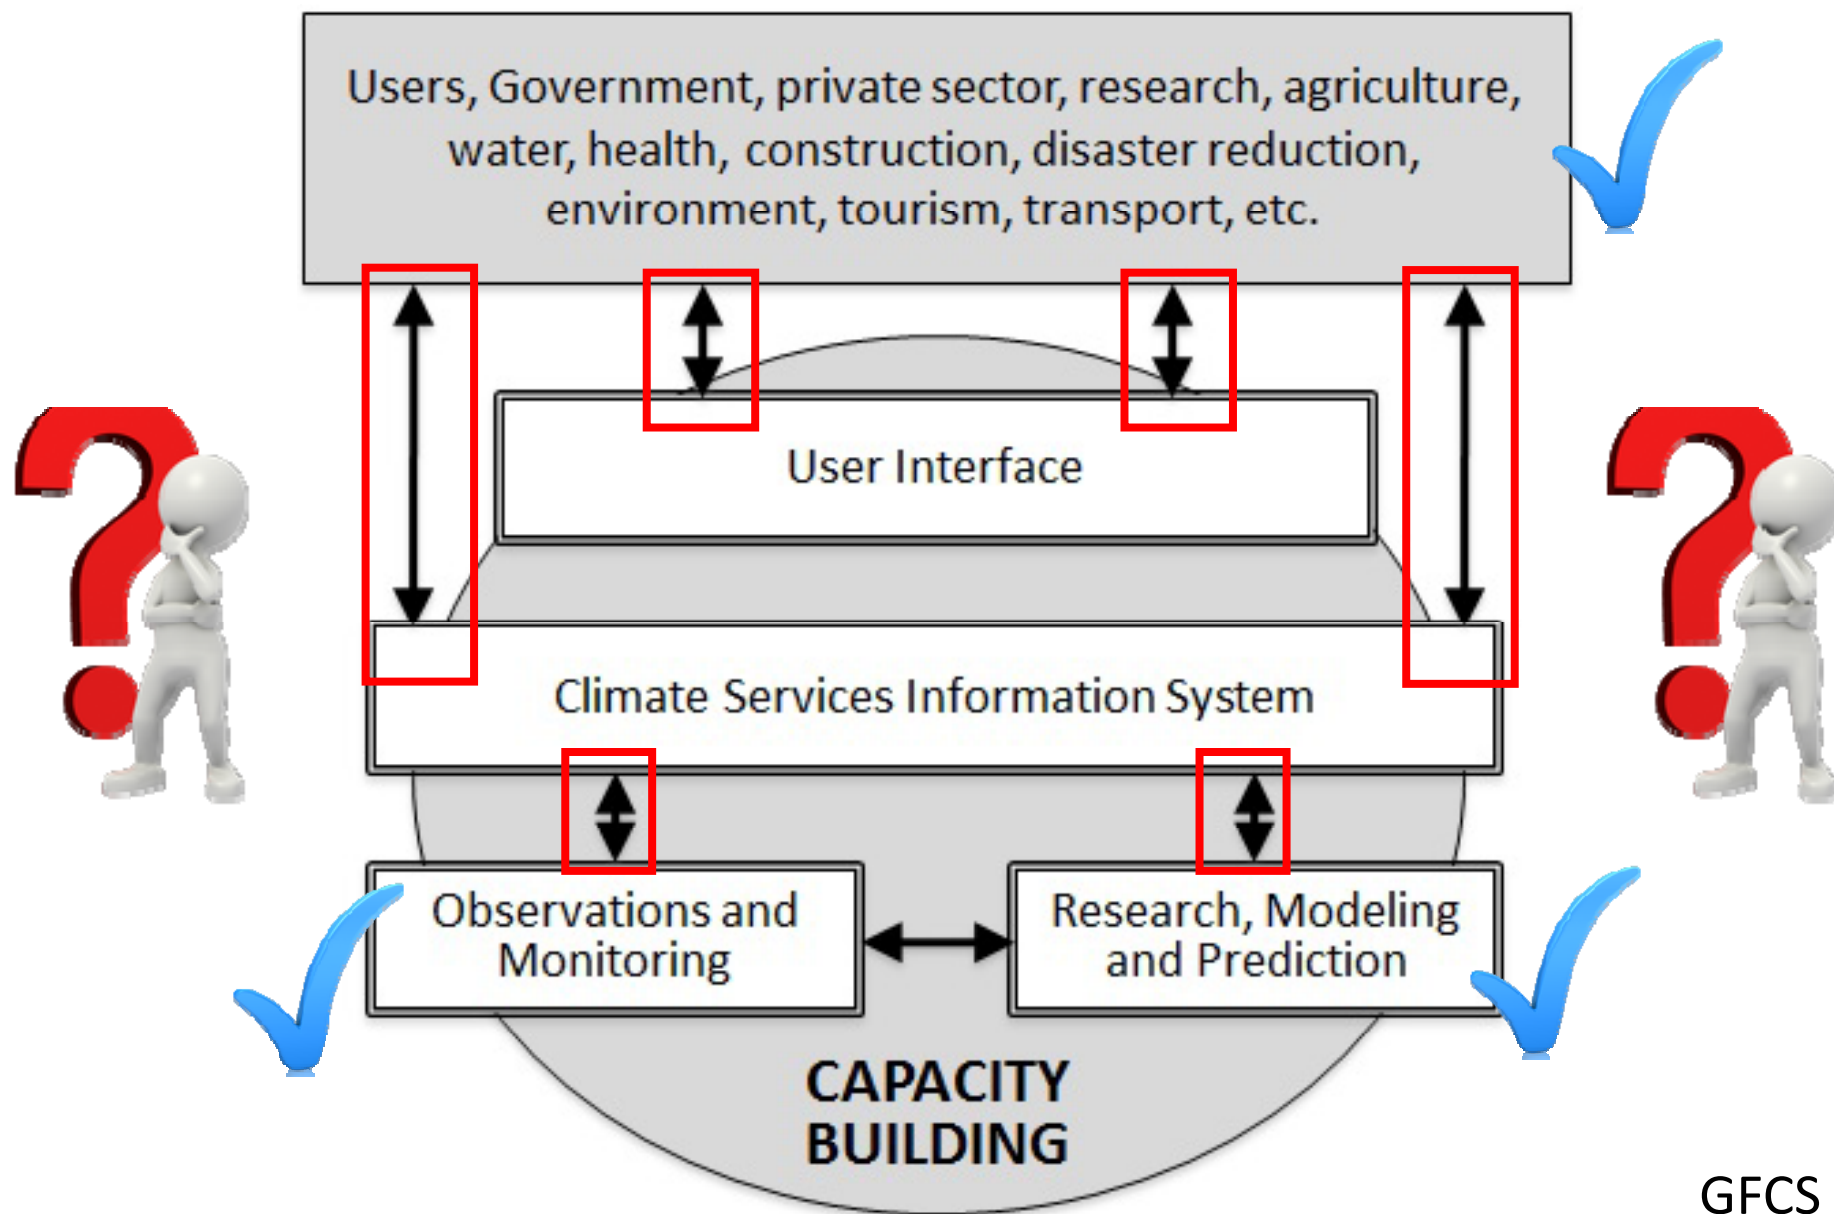 Users, Government, private sector, research, agriculture,
water, health, construction, disaster reduction,
environment, tourism, transport, etc.
User Interface
Climate Services Information System
Observations and
Monitoring
Research, Modeling
and Prediction
CAPACITY
BUILDING
GFCS